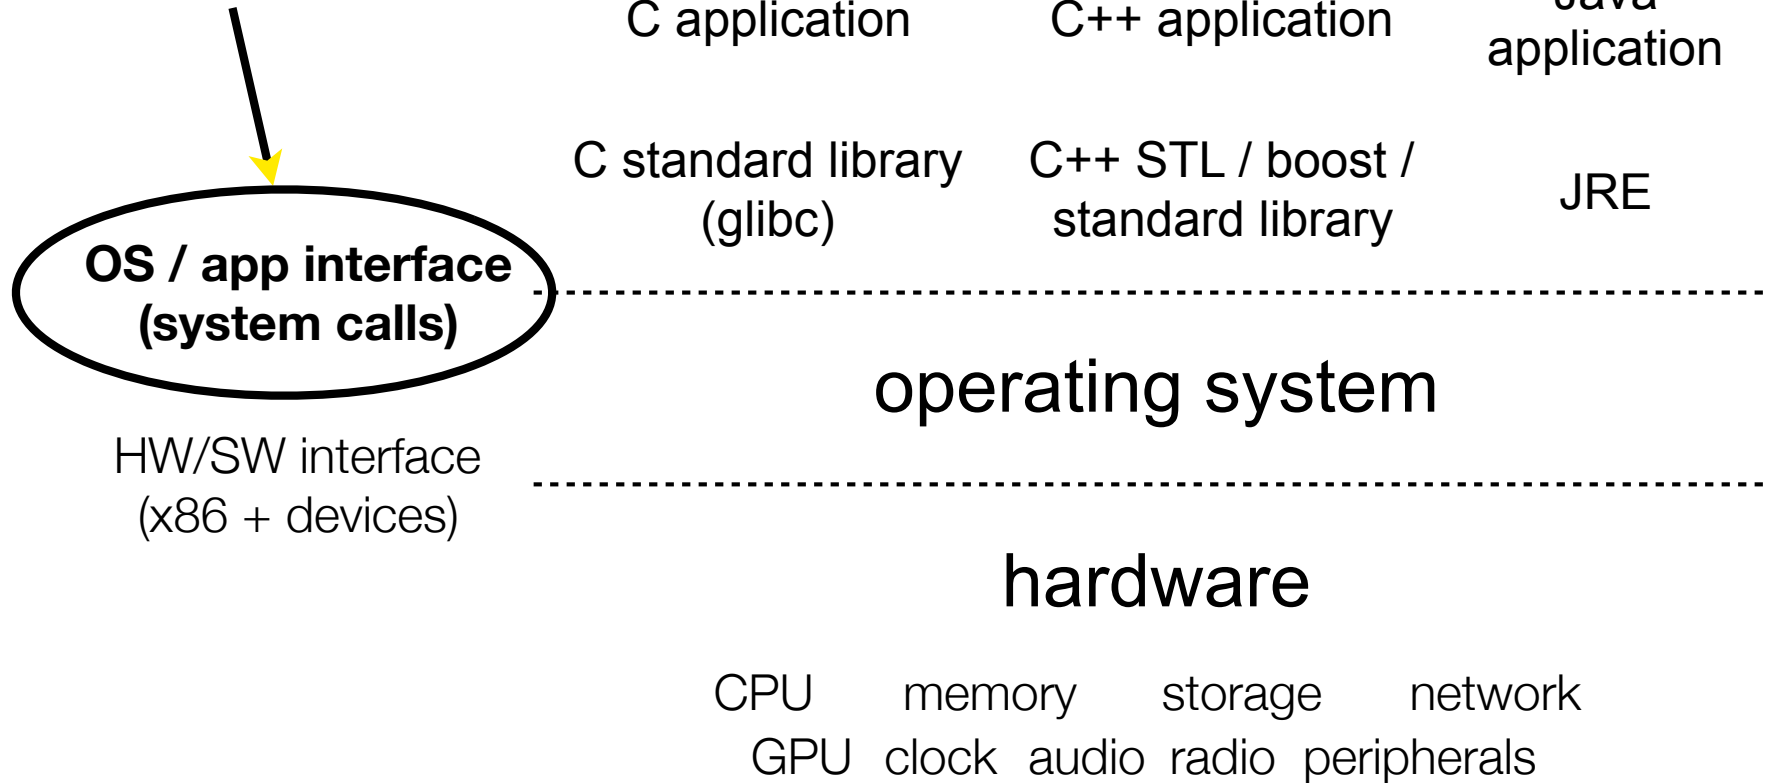 C application
C++ application
Java
application
C standard library
(glibc)
C++ STL / boost /
standard library
JRE
OS / app interface
(system calls)
operating system
HW/SW interface
(x86 + devices)
hardware
CPU memory storage network
GPU clock audio radio peripherals